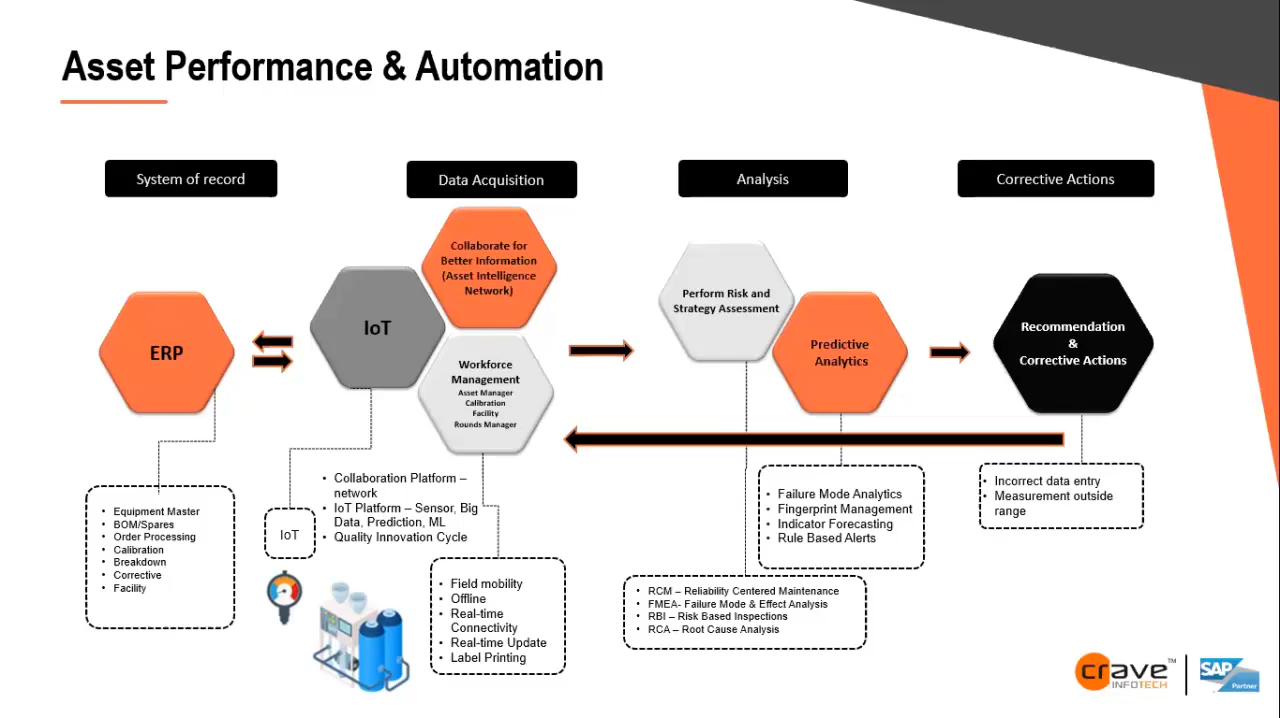 Asset Performance & Automation
System of record
Data Acquisition
Analysis
Corrective Actions
ERP
IoT
Collaborate for
Better Information
(Asset Intelligence
Network)
Workforce
Management
Asset Manager
Calibration
Facility
Rounds Manager
Perform Risk and
Strategy Assessment
Predictive
Analytics
Recommendation
&
Corrective Actions
• Equipment Master
• BOM/Spares
• Order Processing
• Calibration
• Breakdown
• Corrective
• Facility
IoT
• Collaboration Platform –
network
• IoT Platform – Sensor, Big
Data, Prediction, ML
• Quality Innovation Cycle
• Field mobility
• Offline
• Real-time
Connectivity
• Real-time Update
• Label Printing
• RCM – Reliability Centered Maintenance
• FMEA- Failure Mode & Effect Analysis
• RBI – Risk Based Inspections
• RCA – Root Cause Analysis
• Failure Mode Analytics
• Fingerprint Management
• Indicator Forecasting
• Rule Based Alerts
• Incorrect data entry
• Measurement outside
range
crave™
INFOTECH
SAP
Partner